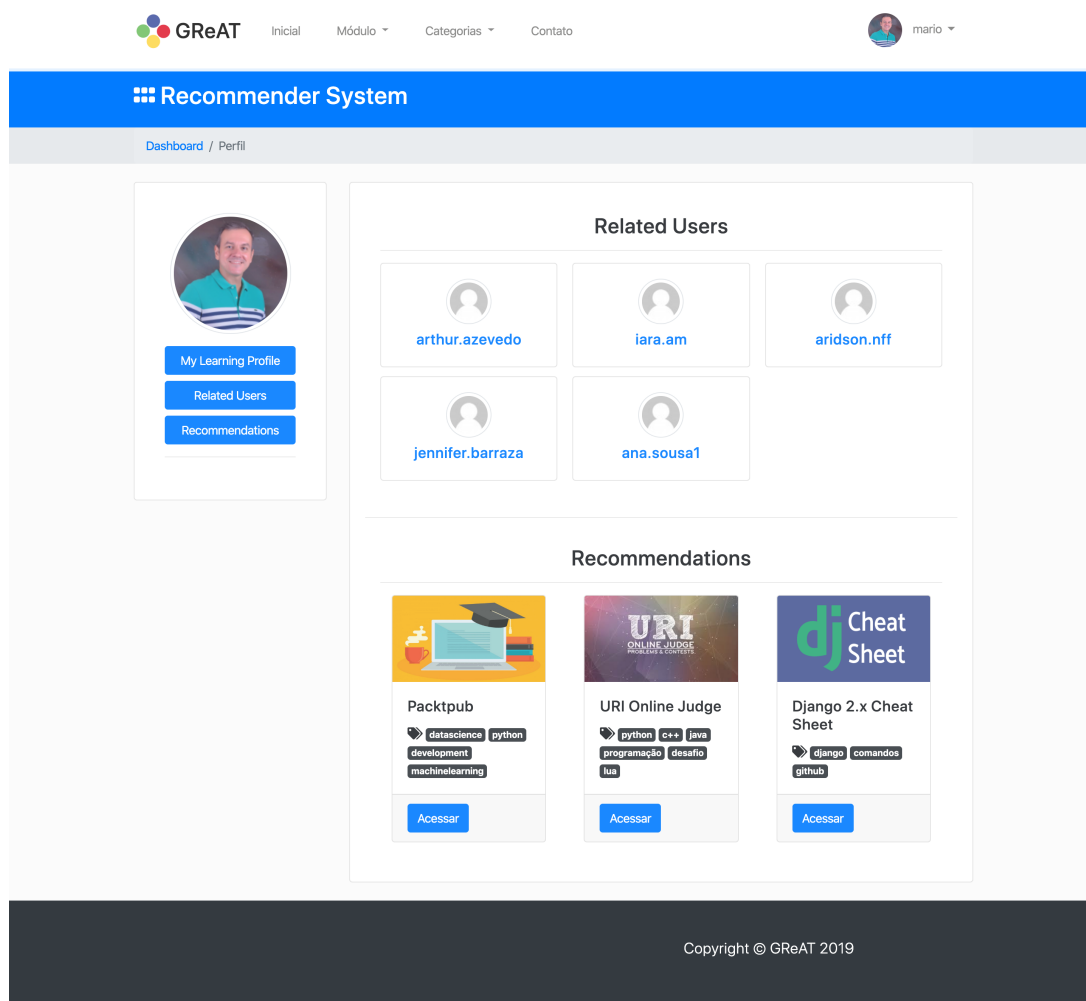 GReAT Inicial Módulo Categorias Contato mario
Recommender System
Dashboard / Perfil
My Learning Profile
Related Users
Recommendations
Related Users
arthur.azevedo iara.am aridson.nff
jennifer.barraza ana.sousa1
Recommendations
URI
ONLINE JUDGE
PROBLEMS & CONTESTS
dj Cheat
Sheet
Packtpub
datascience python
development
machinelearning
Acessar
URI Online Judge
python c++ java
programação desafio
lua
Acessar
Django 2.x Cheat
Sheet
django comandos
github
Acessar
Copyright © GReAT 2019